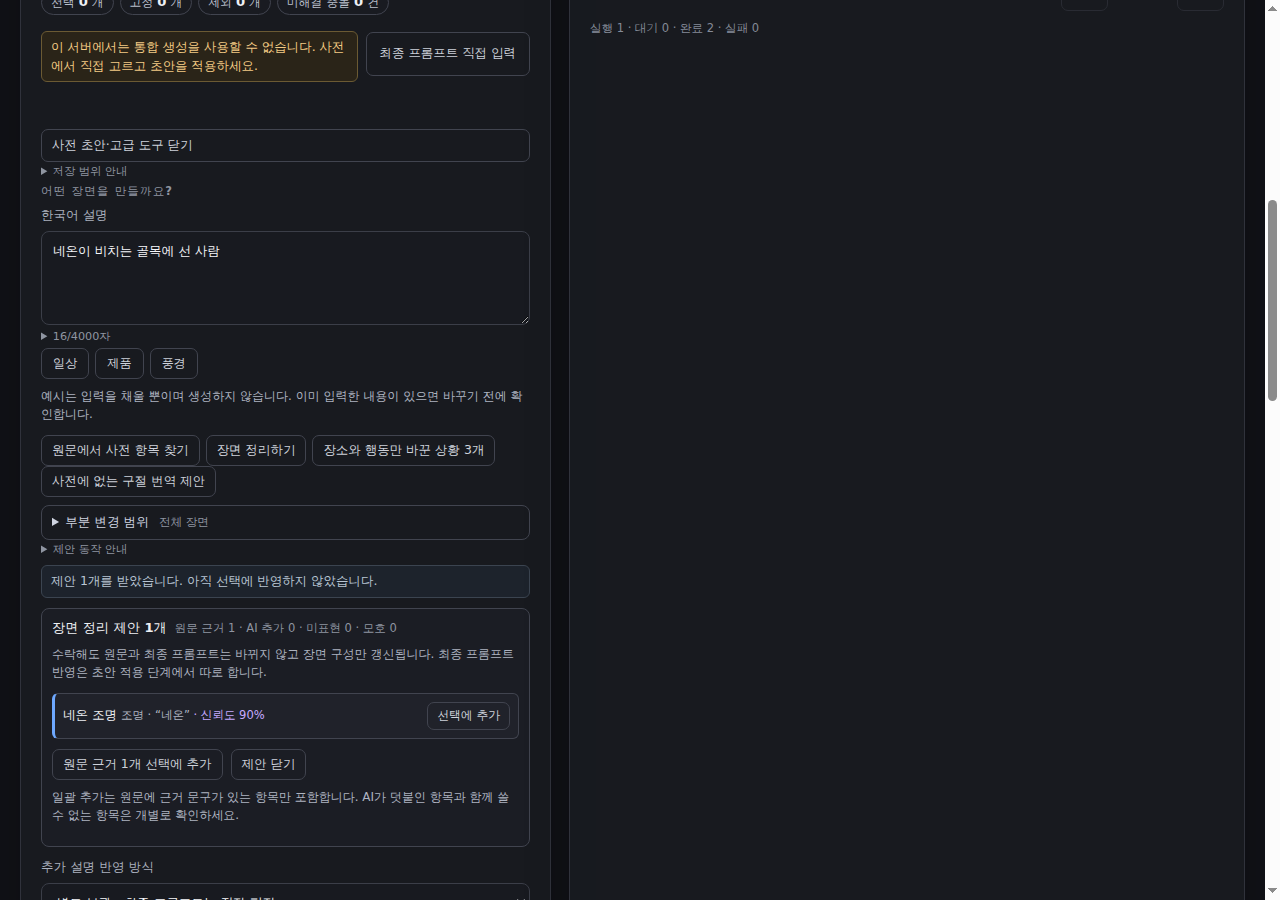 선택 0 개 고정 0 개 제외 0 개 미해결 충돌 0 건
이 서버에서는 통합 생성을 사용할 수 없습니다. 사전
에서 직접 고르고 초안을 적용하세요.
최종 프롬프트 직접 입력
사전 초안·고급 도구 닫기
▶ 저장 범위 안내
어떤 장면을 만들까요?
한국어 설명
네온이 비치는 골목에 선 사람
▶ 16/4000자
일상 제품 풍경
예시는 입력을 채울 뿐이며 생성하지 않습니다. 이미 입력한 내용이 있으면 바꾸기 전에 확
인합니다.
원문에서 사전 항목 찾기 장면 정리하기 장소와 행동만 바꾼 상황 3개
사전에 없는 구절 번역 제안
▶ 부분 변경 범위 전체 장면
▶ 제안 동작 안내
제안 1개를 받았습니다. 아직 선택에 반영하지 않았습니다.
장면 정리 제안 1개 원문 근거 1 · AI 추가 0 · 미표현 0 · 모호 0
수락해도 원문과 최종 프롬프트는 바뀌지 않고 장면 구성만 갱신됩니다. 최종 프롬프트
반영은 초안 적용 단계에서 따로 합니다.
네온 조명 조명 · “네온” · 신뢰도 90% 선택에 추가
원문 근거 1개 선택에 추가 제안 닫기
일괄 추가는 원문에 근거 문구가 있는 항목만 포함합니다. AI가 덧붙인 항목과 함께 쓸
수 없는 항목은 개별로 확인하세요.
추가 설명 반영 방식
실행 1 · 대기 0 · 완료 2 · 실패 0